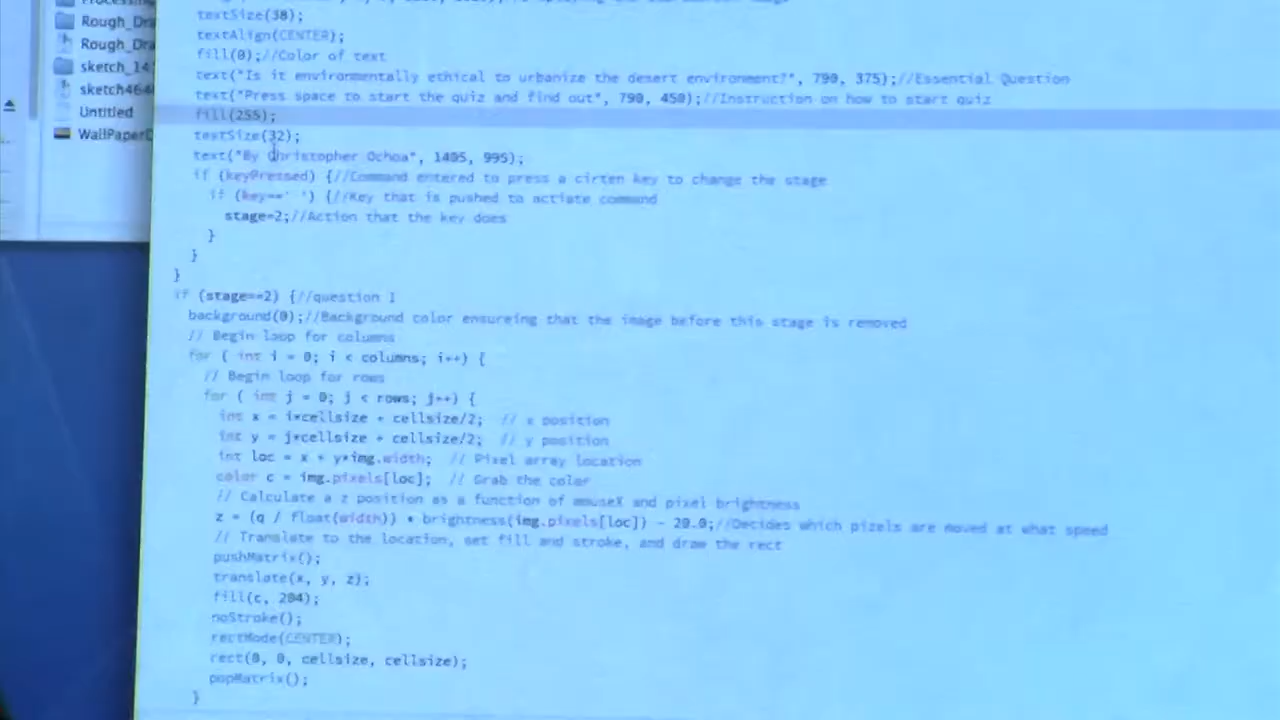 Rough_Dra
Rough_Dra
sketch_14
sketch464
Untitled
WallPaperD
textSize(38);
textAlign(CENTER);
fill(0);//Color of text
text("Is it environmentally ethical to urbanize the desert environment?", 790, 375);//Essential Question
text("Press space to start the quiz and find out", 790, 450);//Instruction on how to start quiz
fill(255);
textSize(32);
text("By Christopher Ochoa", 1405, 995);
if (keyPressed) {//Command entered to press a cirten key to change the stage
if (key==' ') {//Key that is pushed to actiate command
stage=2;//Action that the key does
}
}
}
if (stage==2) {//question 1
background(0);//Background color ensureing that the image before this stage is removed
// Begin loop for columns
for ( int i = 0; i < columns; i++) {
// Begin loop for rows
for ( int j = 0; j < rows; j++) {
int x = i*cellsize + cellsize/2; // x position
int y = j*cellsize + cellsize/2; // y position
int loc = x + y*img.width; // Pixel array location
color c = img.pixels[loc]; // Grab the color
// Calculate a z position as a function of mouseX and pixel brightness
z = (q / float(width)) * brightness(img.pixels[loc]) - 20.0;//Decides which pizels are moved at what speed
// Translate to the location, set fill and stroke, and draw the rect
pushMatrix();
translate(x, y, z);
fill(c, 204);
noStroke();
rectMode(CENTER);
rect(0, 0, cellsize, cellsize);
popMatrix();
}